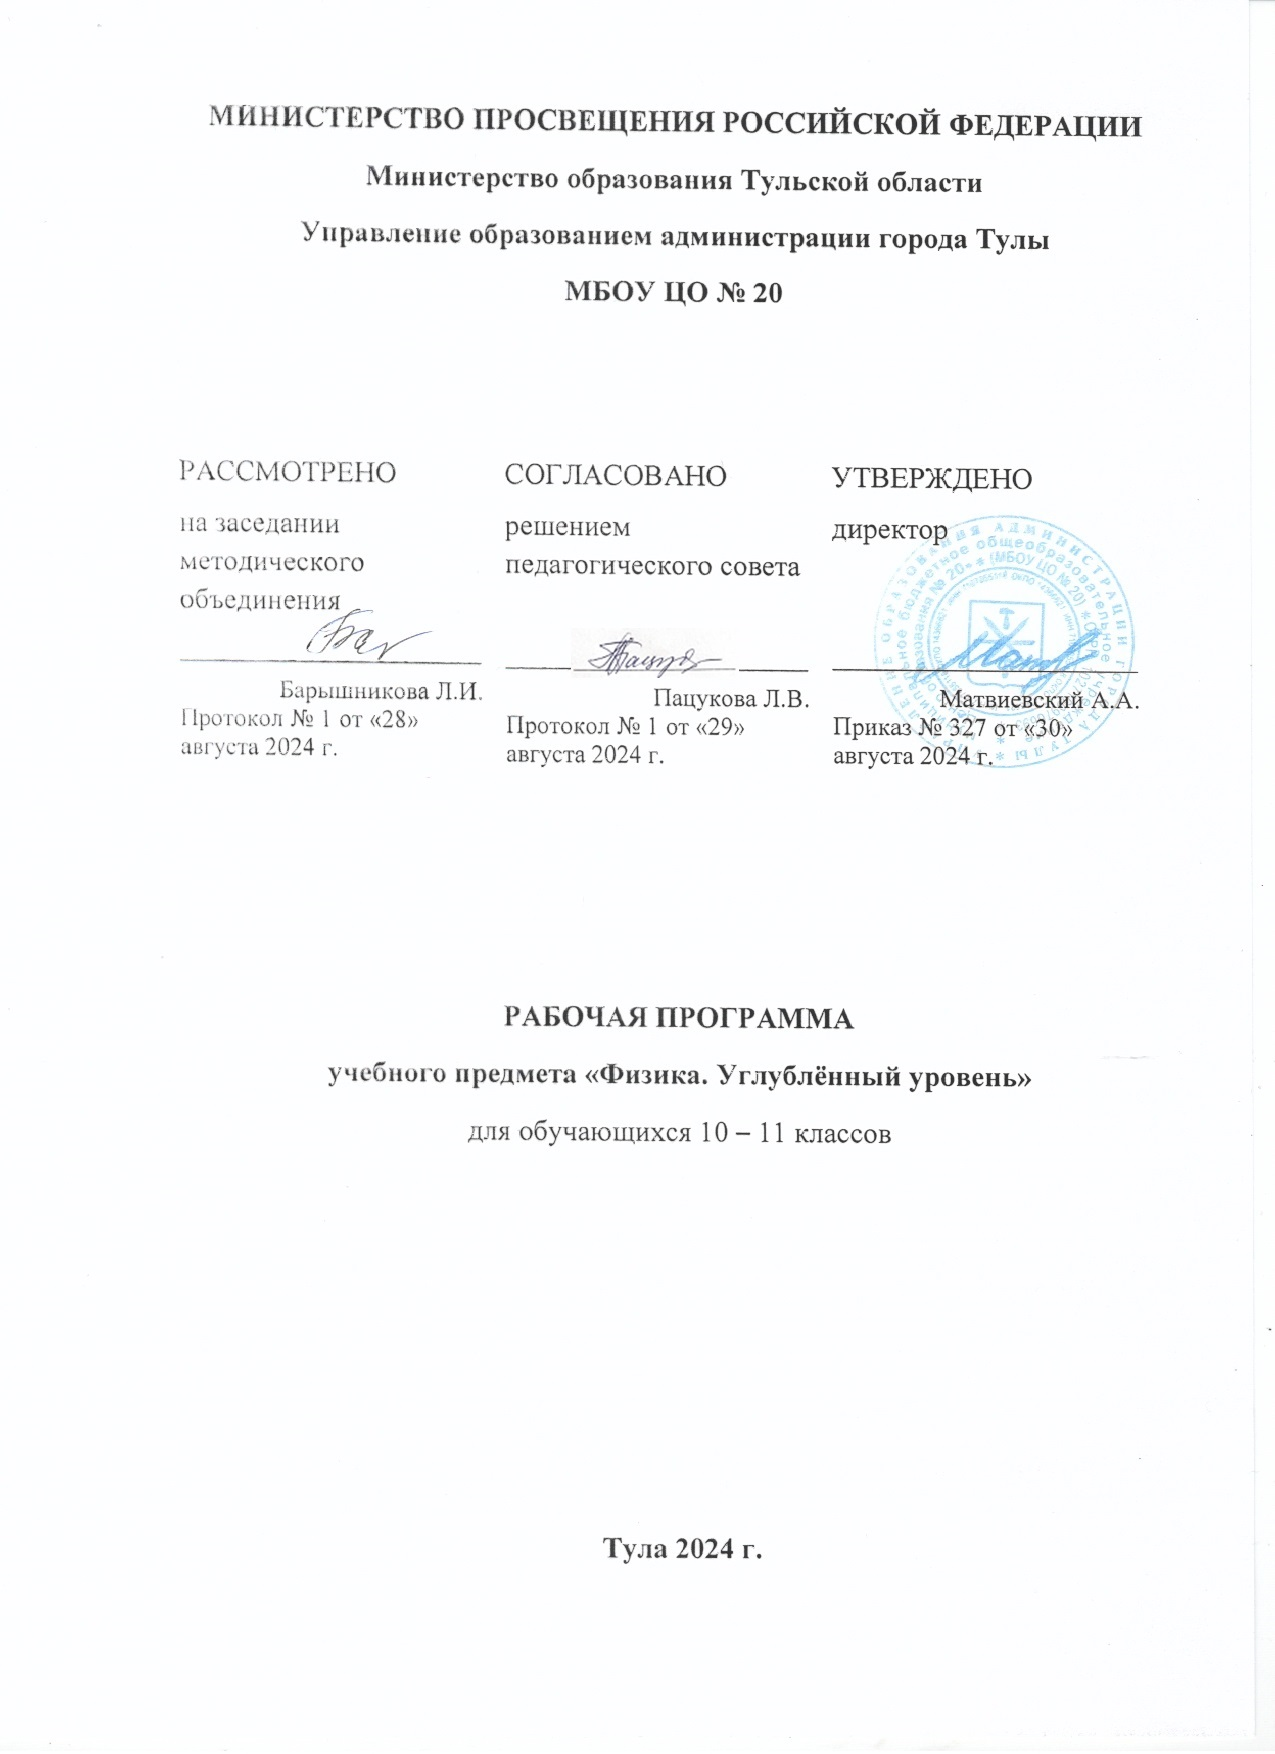 МИНИСТЕРСТВО ПРОСВЕЩЕНИЯ РОССИЙСКОЙ ФЕДЕРАЦИИ
Министерство образования Тульской области
Управление образованием администрации города Тулы
МБОУ ЦО № 20
РАССМОТРЕНО
на заседании
методического
объединения
Барышникова Л.И.
Протокол № 1 от «28»
августа 2024 г.
СОГЛАСОВАНО
решением
педагогического совета
Пацукова Л.В.
Протокол № 1 от «29»
августа 2024 г.
УТВЕРЖДЕНО
директор
Матвиевский А.А.
Приказ № 327 от «30»
августа 2024 г.
РАБОЧАЯ ПРОГРАММА
учебного предмета «Физика. Углублённый уровень»
для обучающихся 10 – 11 классов
Тула 2024 г.